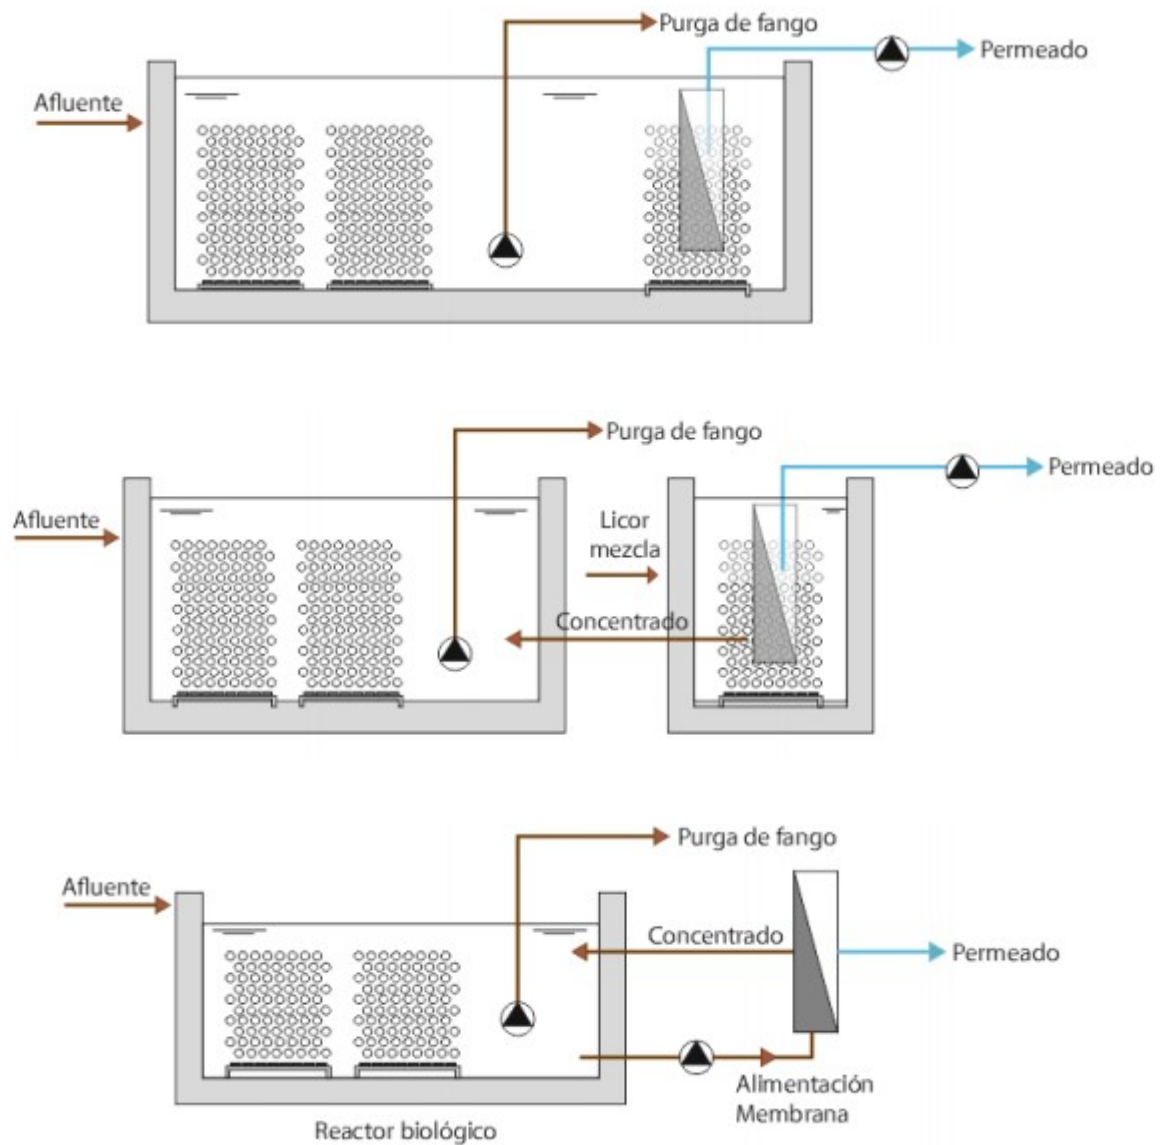 Purga de fango
Permeado
Afluente
Purga de fango
Permeado
Afluente
Licor
mezcla
Concentrado
Purga de fango
Afluente
Concentrado
Permeado
Alimentación
Membrana
Reactor biológico